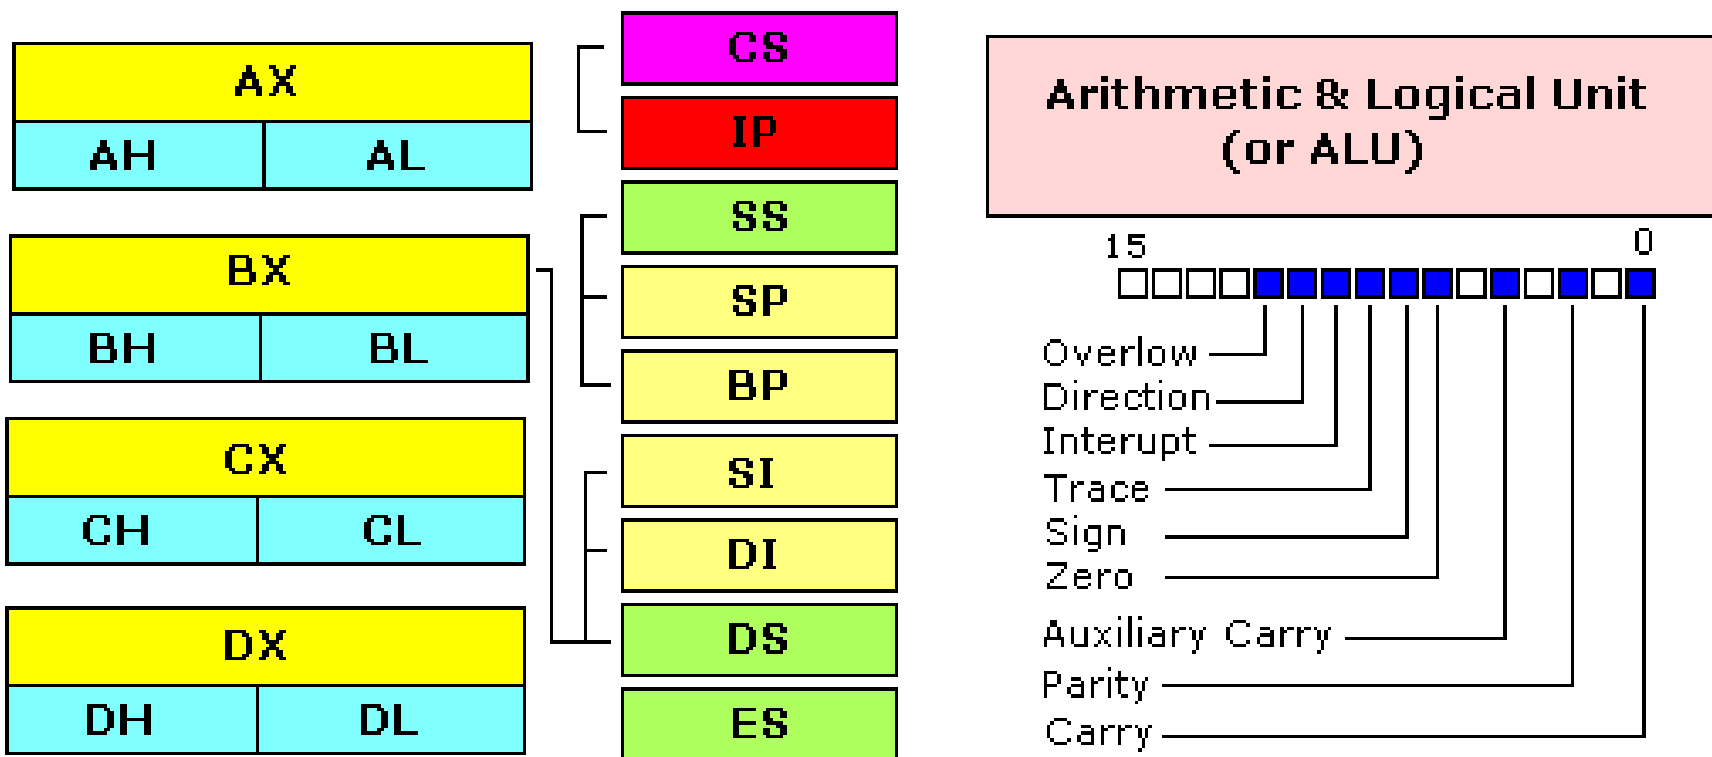 AX
AH AL
BX
BH BL
CX
CH CL
DX
DH DL
CS
IP
SS
SP
BP
SI
DI
DS
ES
Arithmetic & Logical Unit
(or ALU)
15 0
Overlow
Direction
Interupt
Trace
Sign
Zero
Auxiliary Carry
Parity
Carry